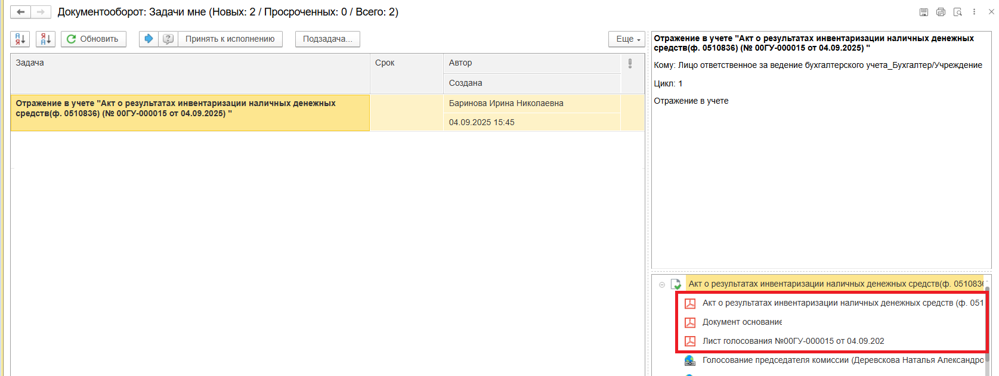 Документооборот: Задачи мне (Новых: 2 / Просроченных: 0 / Всего: 2)
Обновить
Принять к исполнению
Подзадача...
Еще
Задача
Срок
Автор
Создана
Отражение в учете "Акт о результатах инвентаризации наличных денежных
средств(ф. 0510836) (№ 00ГУ-000015 от 04.09.2025) "
Баринова Ирина Николаевна
04.09.2025 15:45
Отражение в учете "Акт о результатах инвентаризации наличных денежных
средств(ф. 0510836) (№ 00ГУ-000015 от 04.09.2025) "
Кому: Лицо ответственное за ведение бухгалтерского учета_Бухгалтер/Учреждение
Цикл: 1
Отражение в учете
Акт о результатах инвентаризации наличных денежных средств(ф. 0510836
Акт о результатах инвентаризации наличных денежных средств (ф. 051
Документ основание
Лист голосования №00ГУ-000015 от 04.09.202
Голосование председателя комиссии (Деревскова Наталья Александро